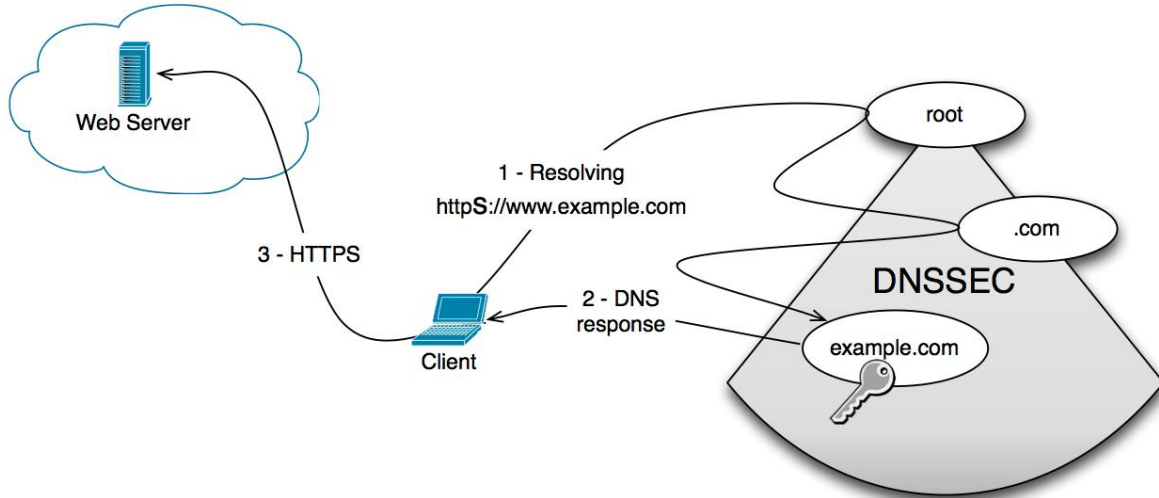 Web Server
root
1 - Resolving
httpS://www.example.com
.com
3 - HTTPS
DNSSEC
2 - DNS
response
Client
example.com